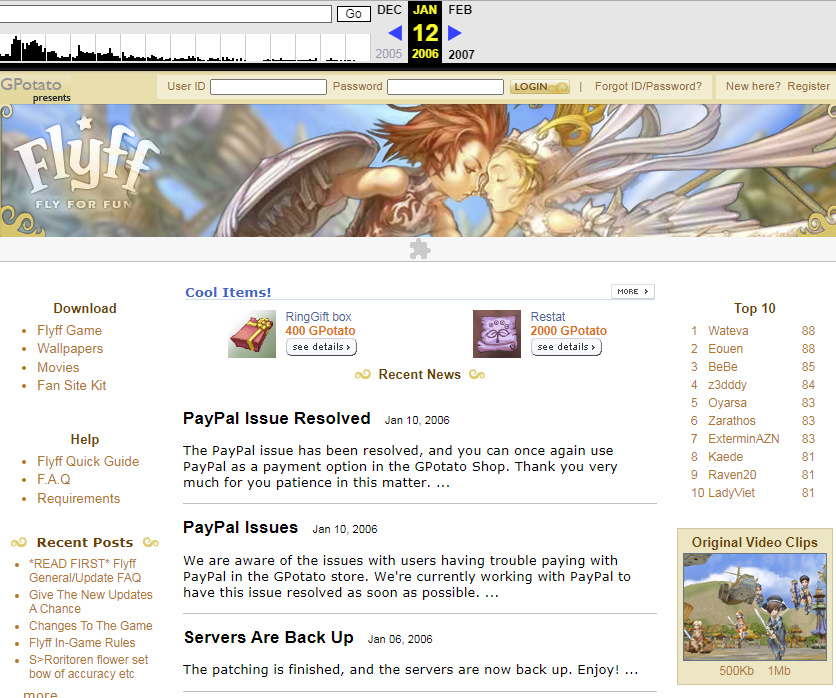 Go
DEC JAN FEB
12
2005 2006 2007
GPotato
presents
User ID Password LOGIN | Forgot ID/Password? New here? Register
Flyff
FLY FOR FUN
Download
Flyff Game
Wallpapers
Movies
Fan Site Kit
Help
Flyff Quick Guide
F.A.Q
Requirements
Recent Posts
*READ FIRST* Flyff
General/Update FAQ
Give The New Updates
A Chance
Changes To The Game
Flyff In-Game Rules
S>Roritoren flower set
bow of accuracy etc
more
Cool Items!
MORE >
RingGift box
400 GPotato
see details >
Restat
2000 GPotato
see details >
Recent News
PayPal Issue Resolved Jan 10, 2006
The PayPal issue has been resolved, and you can once again use
PayPal as a payment option in the GPotato Shop. Thank you very
much for you patience in this matter. ...
PayPal Issues Jan 10, 2006
We are aware of the issues with users having trouble paying with
PayPal in the GPotato store. We're currently working with PayPal to
have this issue resolved as soon as possible. ...
Servers Are Back Up Jan 06, 2006
The patching is finished, and the servers are now back up. Enjoy! ...
Top 10
1 Wateva 88
2 Eouen 88
3 BeBe 85
4 z3dddy 84
5 Oyarsa 83
6 Zarathos 83
7 ExterminAZN 83
8 Kaede 81
9 Raven20 81
10 LadyViet 81
Original Video Clips
500Kb 1Mb